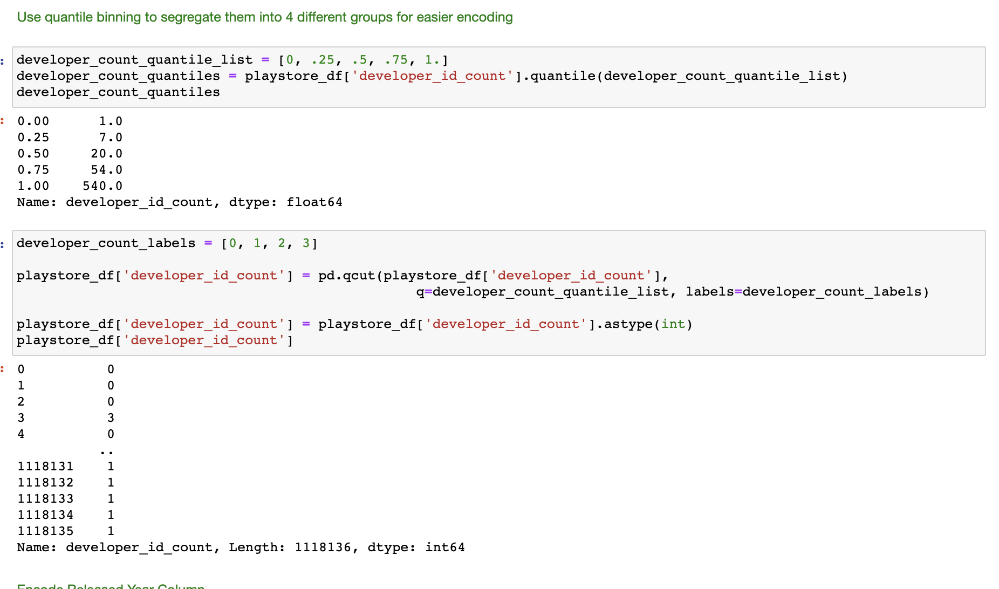 Use quantile binning to segregate them into 4 different groups for easier encoding
: developer_count_quantile_list = [0, .25, .5, .75, 1.]
developer_count_quantiles = playstore_df['developer_id_count'].quantile(developer_count_quantile_list)
developer_count_quantiles
: 0.00 1.0
0.25 7.0
0.50 20.0
0.75 54.0
1.00 540.0
Name: developer_id_count, dtype: float64
: developer_count_labels = [0, 1, 2, 3]
playstore_df['developer_id_count'] = pd.qcut(playstore_df['developer_id_count'],
q=developer_count_quantile_list, labels=developer_count_labels)
playstore_df['developer_id_count'] = playstore_df['developer_id_count'].astype(int)
playstore_df['developer_id_count']
: 0 0
1 0
2 0
3 3
4 0
..
1118131 1
1118132 1
1118133 1
1118134 1
1118135 1
Name: developer_id_count, Length: 1118136, dtype: int64
Encode Released Year Column